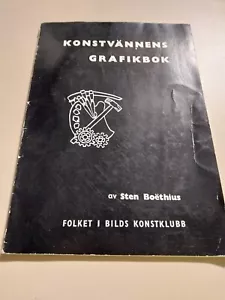 KONSTVÄNNENS
GRAFIKBOK
av Sten Boëthius
FOLKET I BILDS KONSTKLUBB